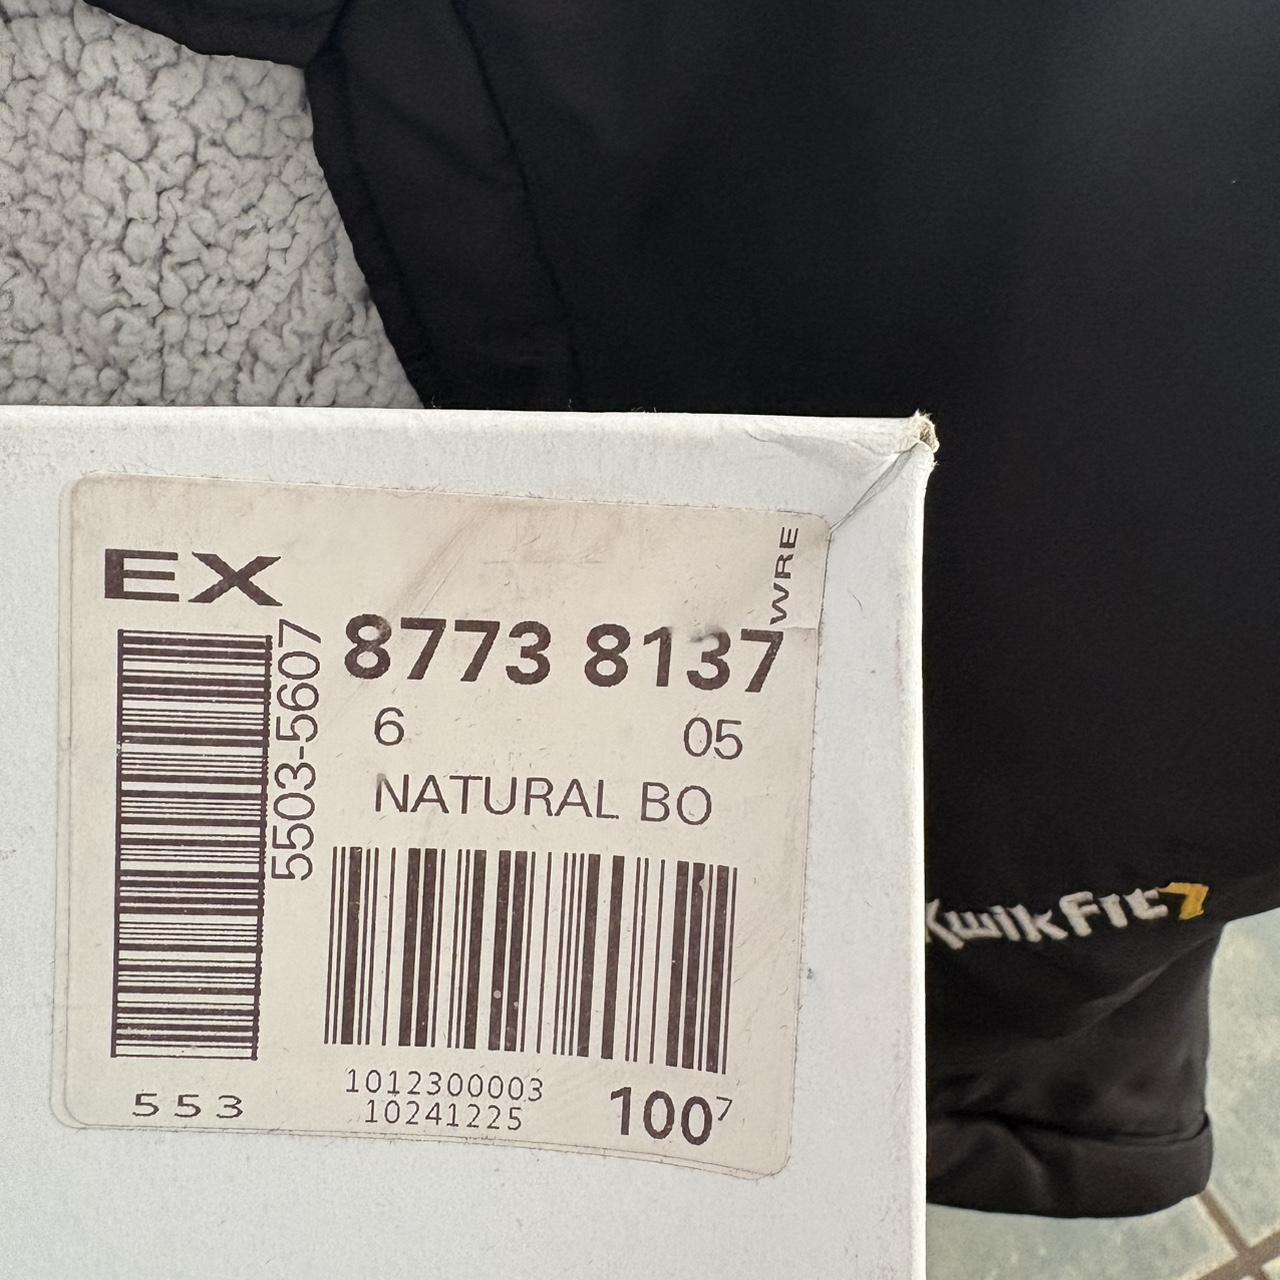 EX
WRE
5503-5607
8773 8137
6 05
NATURAL BO
553
1012300003
10241225
100⁷
KwikFit